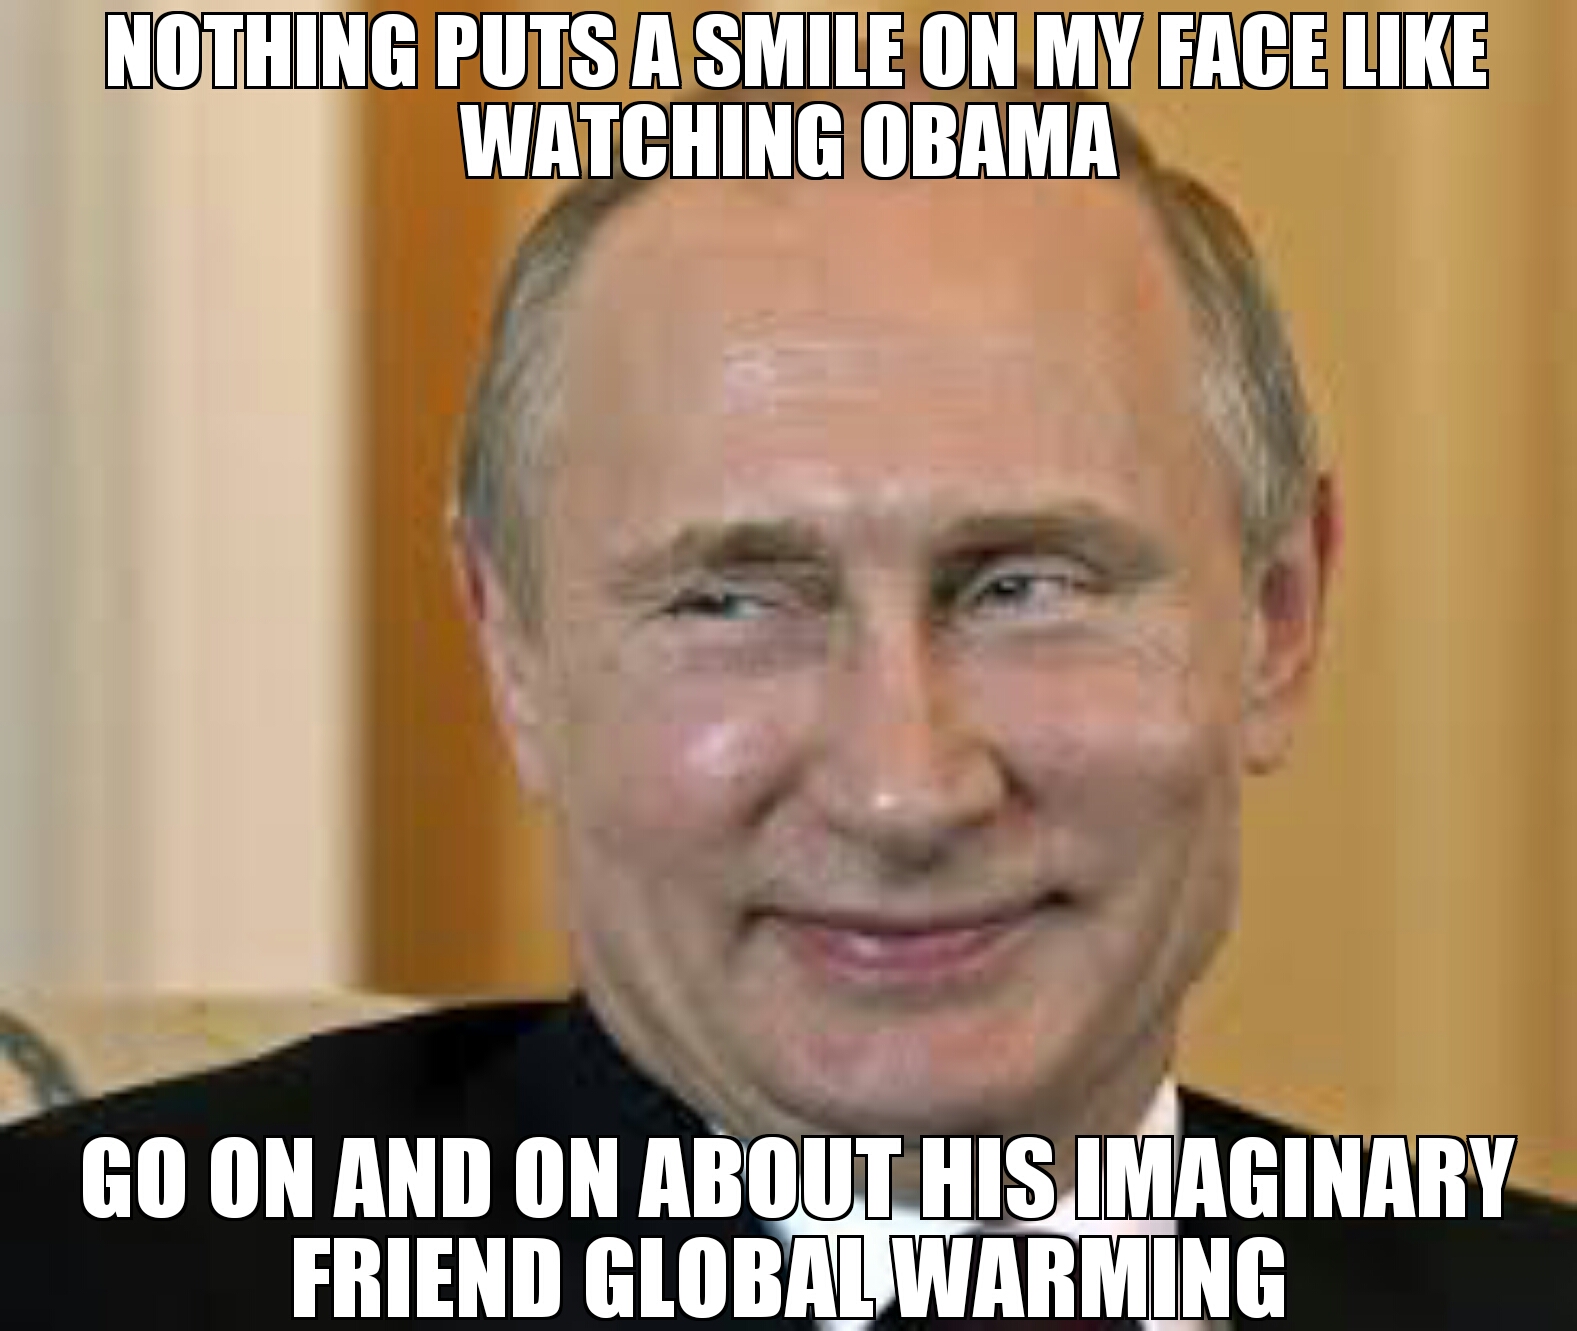 NOTHING PUTS A SMILE ON MY FACE LIKE
WATCHING OBAMA
GO ON AND ON ABOUT HIS IMAGINARY
FRIEND GLOBAL WARMING